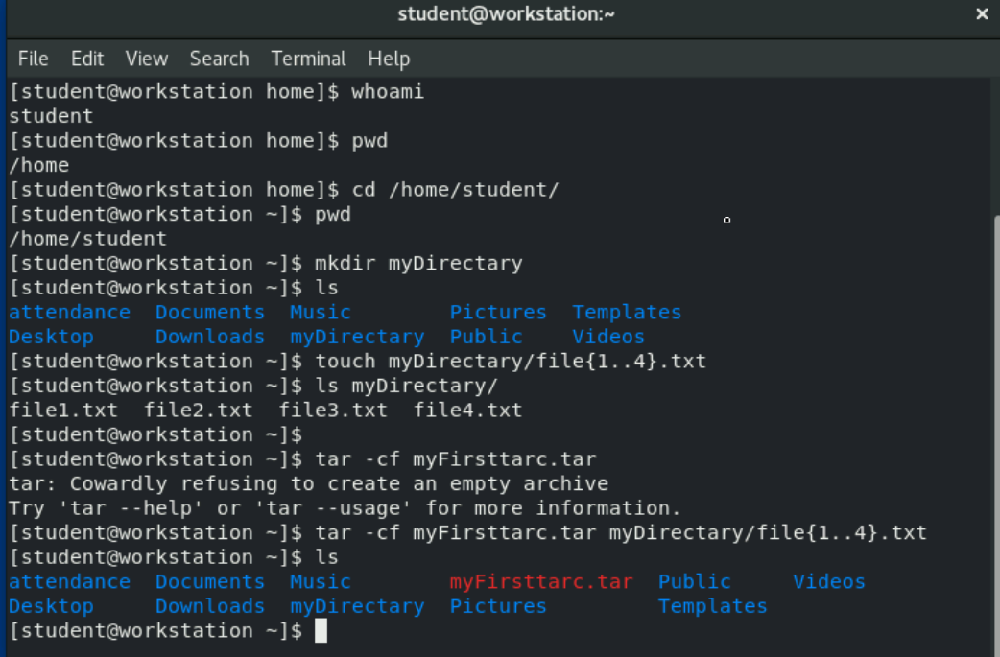 student@workstation:~ ×
File Edit View Search Terminal Help
[student@workstation home]$ whoami
student
[student@workstation home]$ pwd
/home
[student@workstation home]$ cd /home/student/
[student@workstation ~]$ pwd
/home/student
[student@workstation ~]$ mkdir myDirectary
[student@workstation ~]$ ls
attendance  Documents  Music        Pictures  Templates
Desktop     Downloads  myDirectary  Public    Videos
[student@workstation ~]$ touch myDirectary/file{1..4}.txt
[student@workstation ~]$ ls myDirectary/
file1.txt  file2.txt  file3.txt  file4.txt
[student@workstation ~]$
[student@workstation ~]$ tar -cf myFirsttarc.tar
tar: Cowardly refusing to create an empty archive
Try 'tar --help' or 'tar --usage' for more information.
[student@workstation ~]$ tar -cf myFirsttarc.tar myDirectary/file{1..4}.txt
[student@workstation ~]$ ls
attendance  Documents  Music        myFirsttarc.tar  Public     Videos
Desktop     Downloads  myDirectary  Pictures         Templates
[student@workstation ~]$